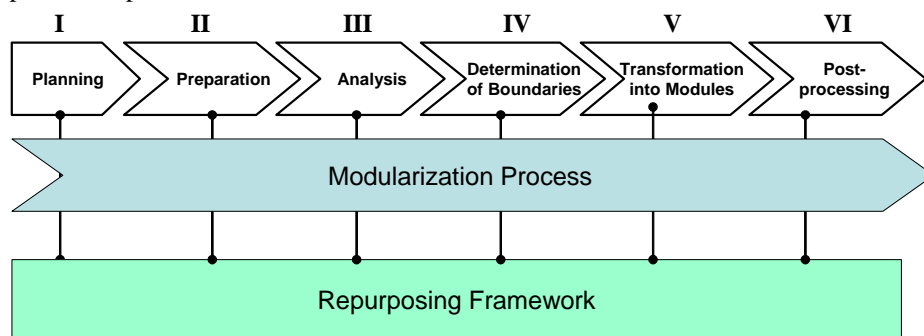 I II III IV V VI
Planning
Preparation
Analysis
Determination
of Boundaries
Transformation
into Modules
Post-
processing
Modularization Process
Repurposing Framework